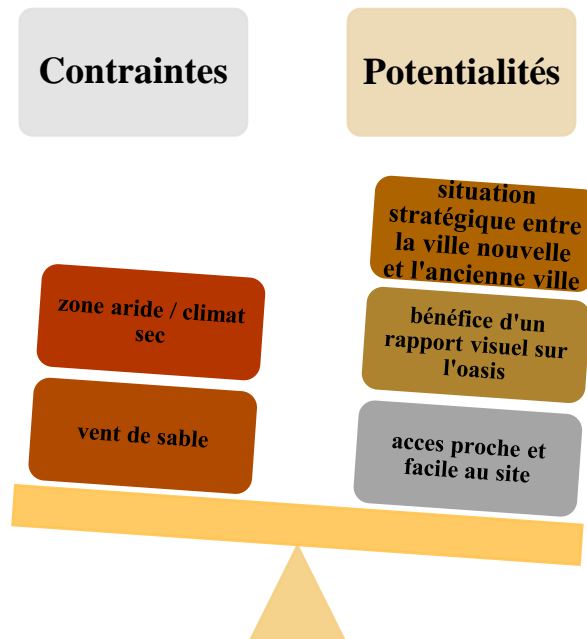 Contraintes
Potentialités
zone aride / climat
sec
vent de sable
situation
stratégique entre
la ville nouvelle
et l'ancienne ville
bénéfice d'un
rapport visuel sur
l'oasis
acces proche et
facile au site